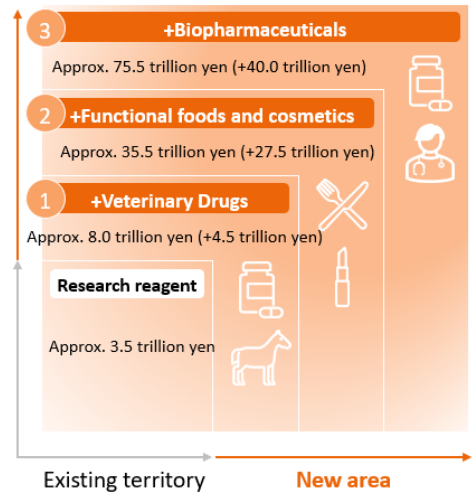 3 +Biopharmaceuticals
Approx. 75.5 trillion yen (+40.0 trillion yen)
2 +Functional foods and cosmetics
Approx. 35.5 trillion yen (+27.5 trillion yen)
1 +Veterinary Drugs
Approx. 8.0 trillion yen (+4.5 trillion yen)
Research reagent
Approx. 3.5 trillion yen
Existing territory New area